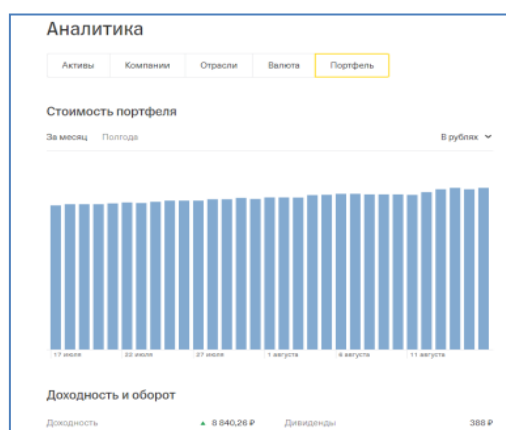 Аналитика
Активы Компании Отрасли Валюта Портфель
Стоимость портфеля
За месяц Полгода В рублях
17 июля 22 июля 27 июля 1 августа 6 августа 11 августа
Доходность и оборот
Доходность ▲ 8 840,26 ₽ Дивиденды 388 ₽